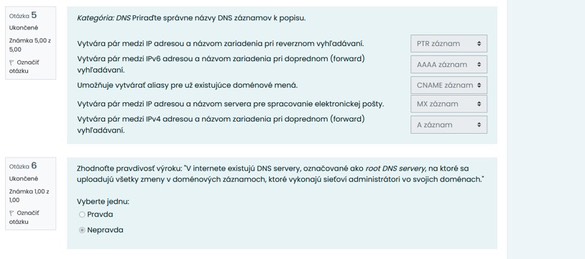 Otázka 5
Ukončené
Známka 5,00 z
5,00
Označiť
otázku
Kategória: DNS Priraďte správne názvy DNS záznamov k popisu.
Vytvára pár medzi IP adresou a názvom zariadenia pri reverznom vyhľadávaní.
PTR záznam
Vytvára pár medzi IPv6 adresou a názvom zariadenia pri doprednom (forward)
vyhľadávaní.
AAAA záznam
Umožňuje vytvárať aliasy pre už existujúce doménové mená.
CNAME záznam
Vytvára pár medzi IP adresou a názvom servera pre spracovanie elektronickej pošty.
MX záznam
Vytvára pár medzi IPv4 adresou a názvom zariadenia pri doprednom (forward)
vyhľadávaní.
A záznam
Otázka 6
Ukončené
Známka 1,00 z
1,00
Označiť
otázku
Zhodnoťte pravdivosť výroku: "V internete existujú DNS servery, označované ako root DNS servery, na ktoré sa
uploadujú všetky zmeny v doménových záznamoch, ktoré vykonajú sieťoví administrátori vo svojich doménach."
Vyberte jednu:
Pravda
Nepravda